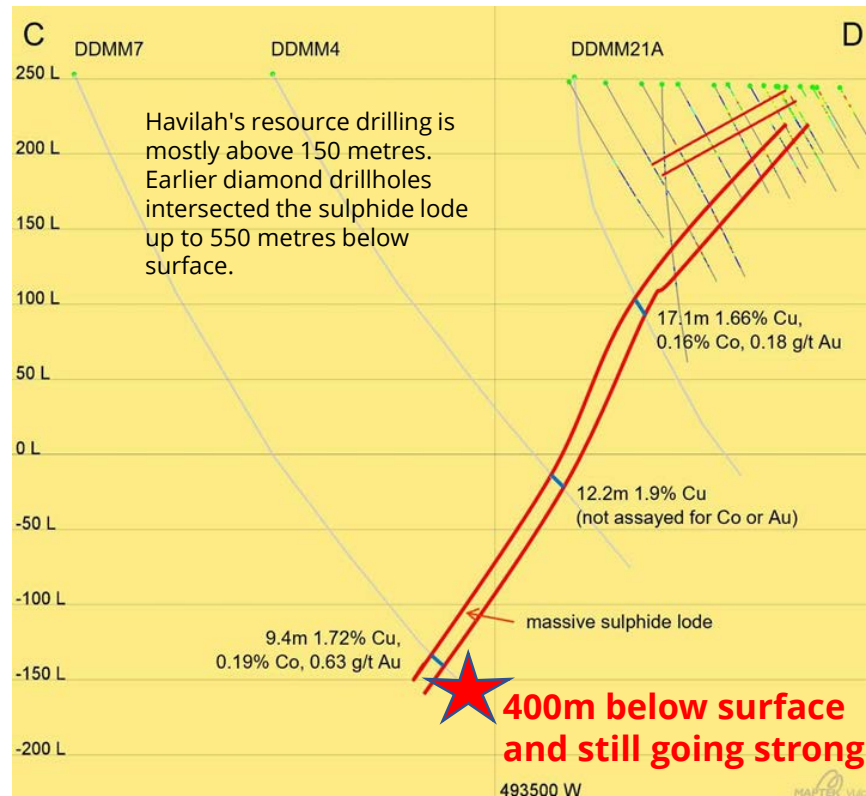 C
D
DDMM7
DDMM4
DDMM21A
250 L
Havilah's resource drilling is
mostly above 150 metres.
Earlier diamond drillholes
intersected the sulphide lode
up to 550 metres below
surface.
200 L
150 L
100 L
17.1m 1.66% Cu,
0.16% Co, 0.18 g/t Au
50 L
0 L
12.2m 1.9% Cu
(not assayed for Co or Au)
-50 L
-100 L
massive sulphide lode
9.4m 1.72% Cu,
0.19% Co, 0.63 g/t Au
-150 L
400m below surface
and still going strong
-200 L
493500 W
MAPTEK